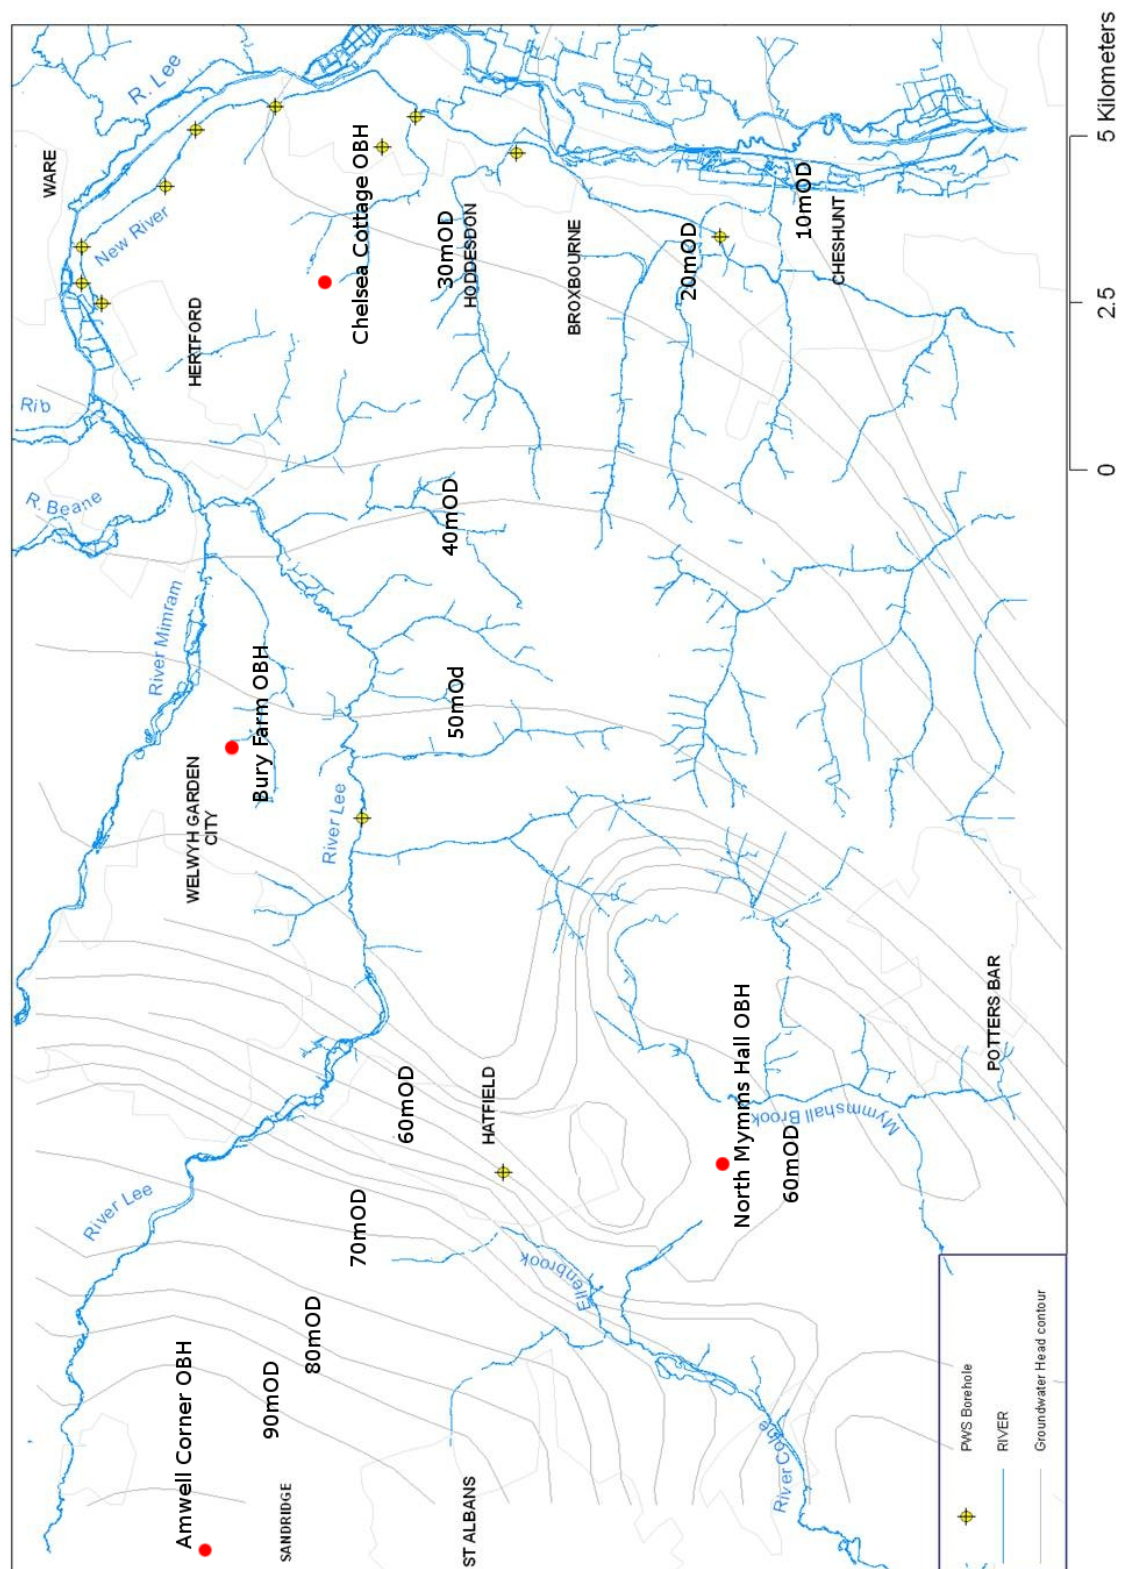 Amwell Corner OBH
SANDRIDGE
90mOD
80mOD
ST ALBANS
River Lee
70mOD
60mOD
HATFIELD
Ellenbrook
River Colne
North Mymms Hall OBH
60mOD
Mymmshall Brook
POTTERS BAR
WELWYH GARDEN
CITY
River Lee
Bury Farm OBH
River Mimram
50mOd
R. Beane
Rib
40mOD
HERTFORD
New River
WARE
R. Lee
Chelsea Cottage OBH
30mOD
HODDESDON
BROXBOURNE
20mOD
10mOD
CHESHUNT
PWS Borehole
RIVER
Groundwater Head contour
0
2.5
5 Kilometers